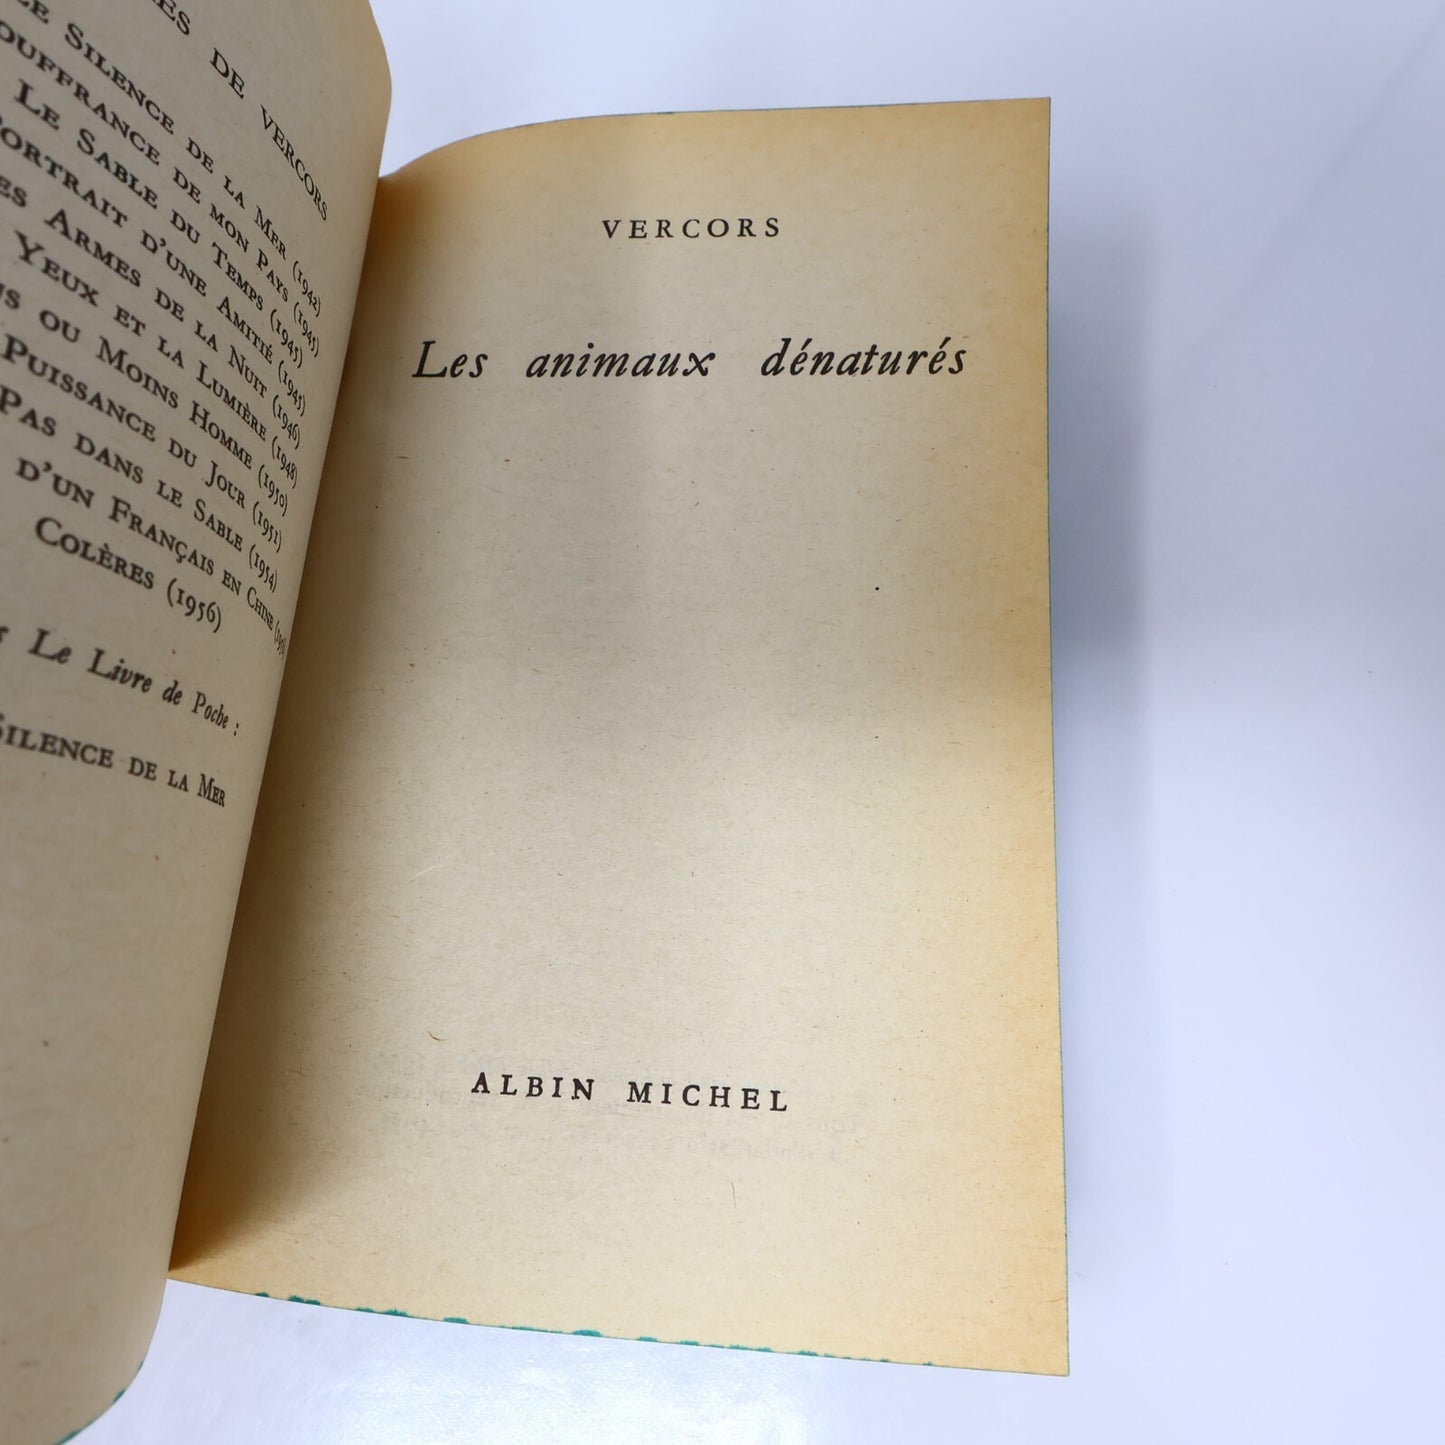 DE VERCORS
LE SILENCE DE LA MER (1942)
DE MON PAYS (1945)
LE SABLE DU TEMPS (1945)
PORTRAIT D'UNE AMITIÉ (1945)
ARMES DE LA NUIT (1946)
YEUX ET LA LUMIÈRE (1948)
OU MOINS HOMME (1950)
PUISSANCE DU JOUR (1951)
PAS DANS LE SABLE (1954)
D'UN FRANÇAIS EN CHINE
COLÈRES (1956)
Le Livre de Poche :
SILENCE DE LA MER
VERCORS
Les animaux dénaturés
ALBIN MICHEL